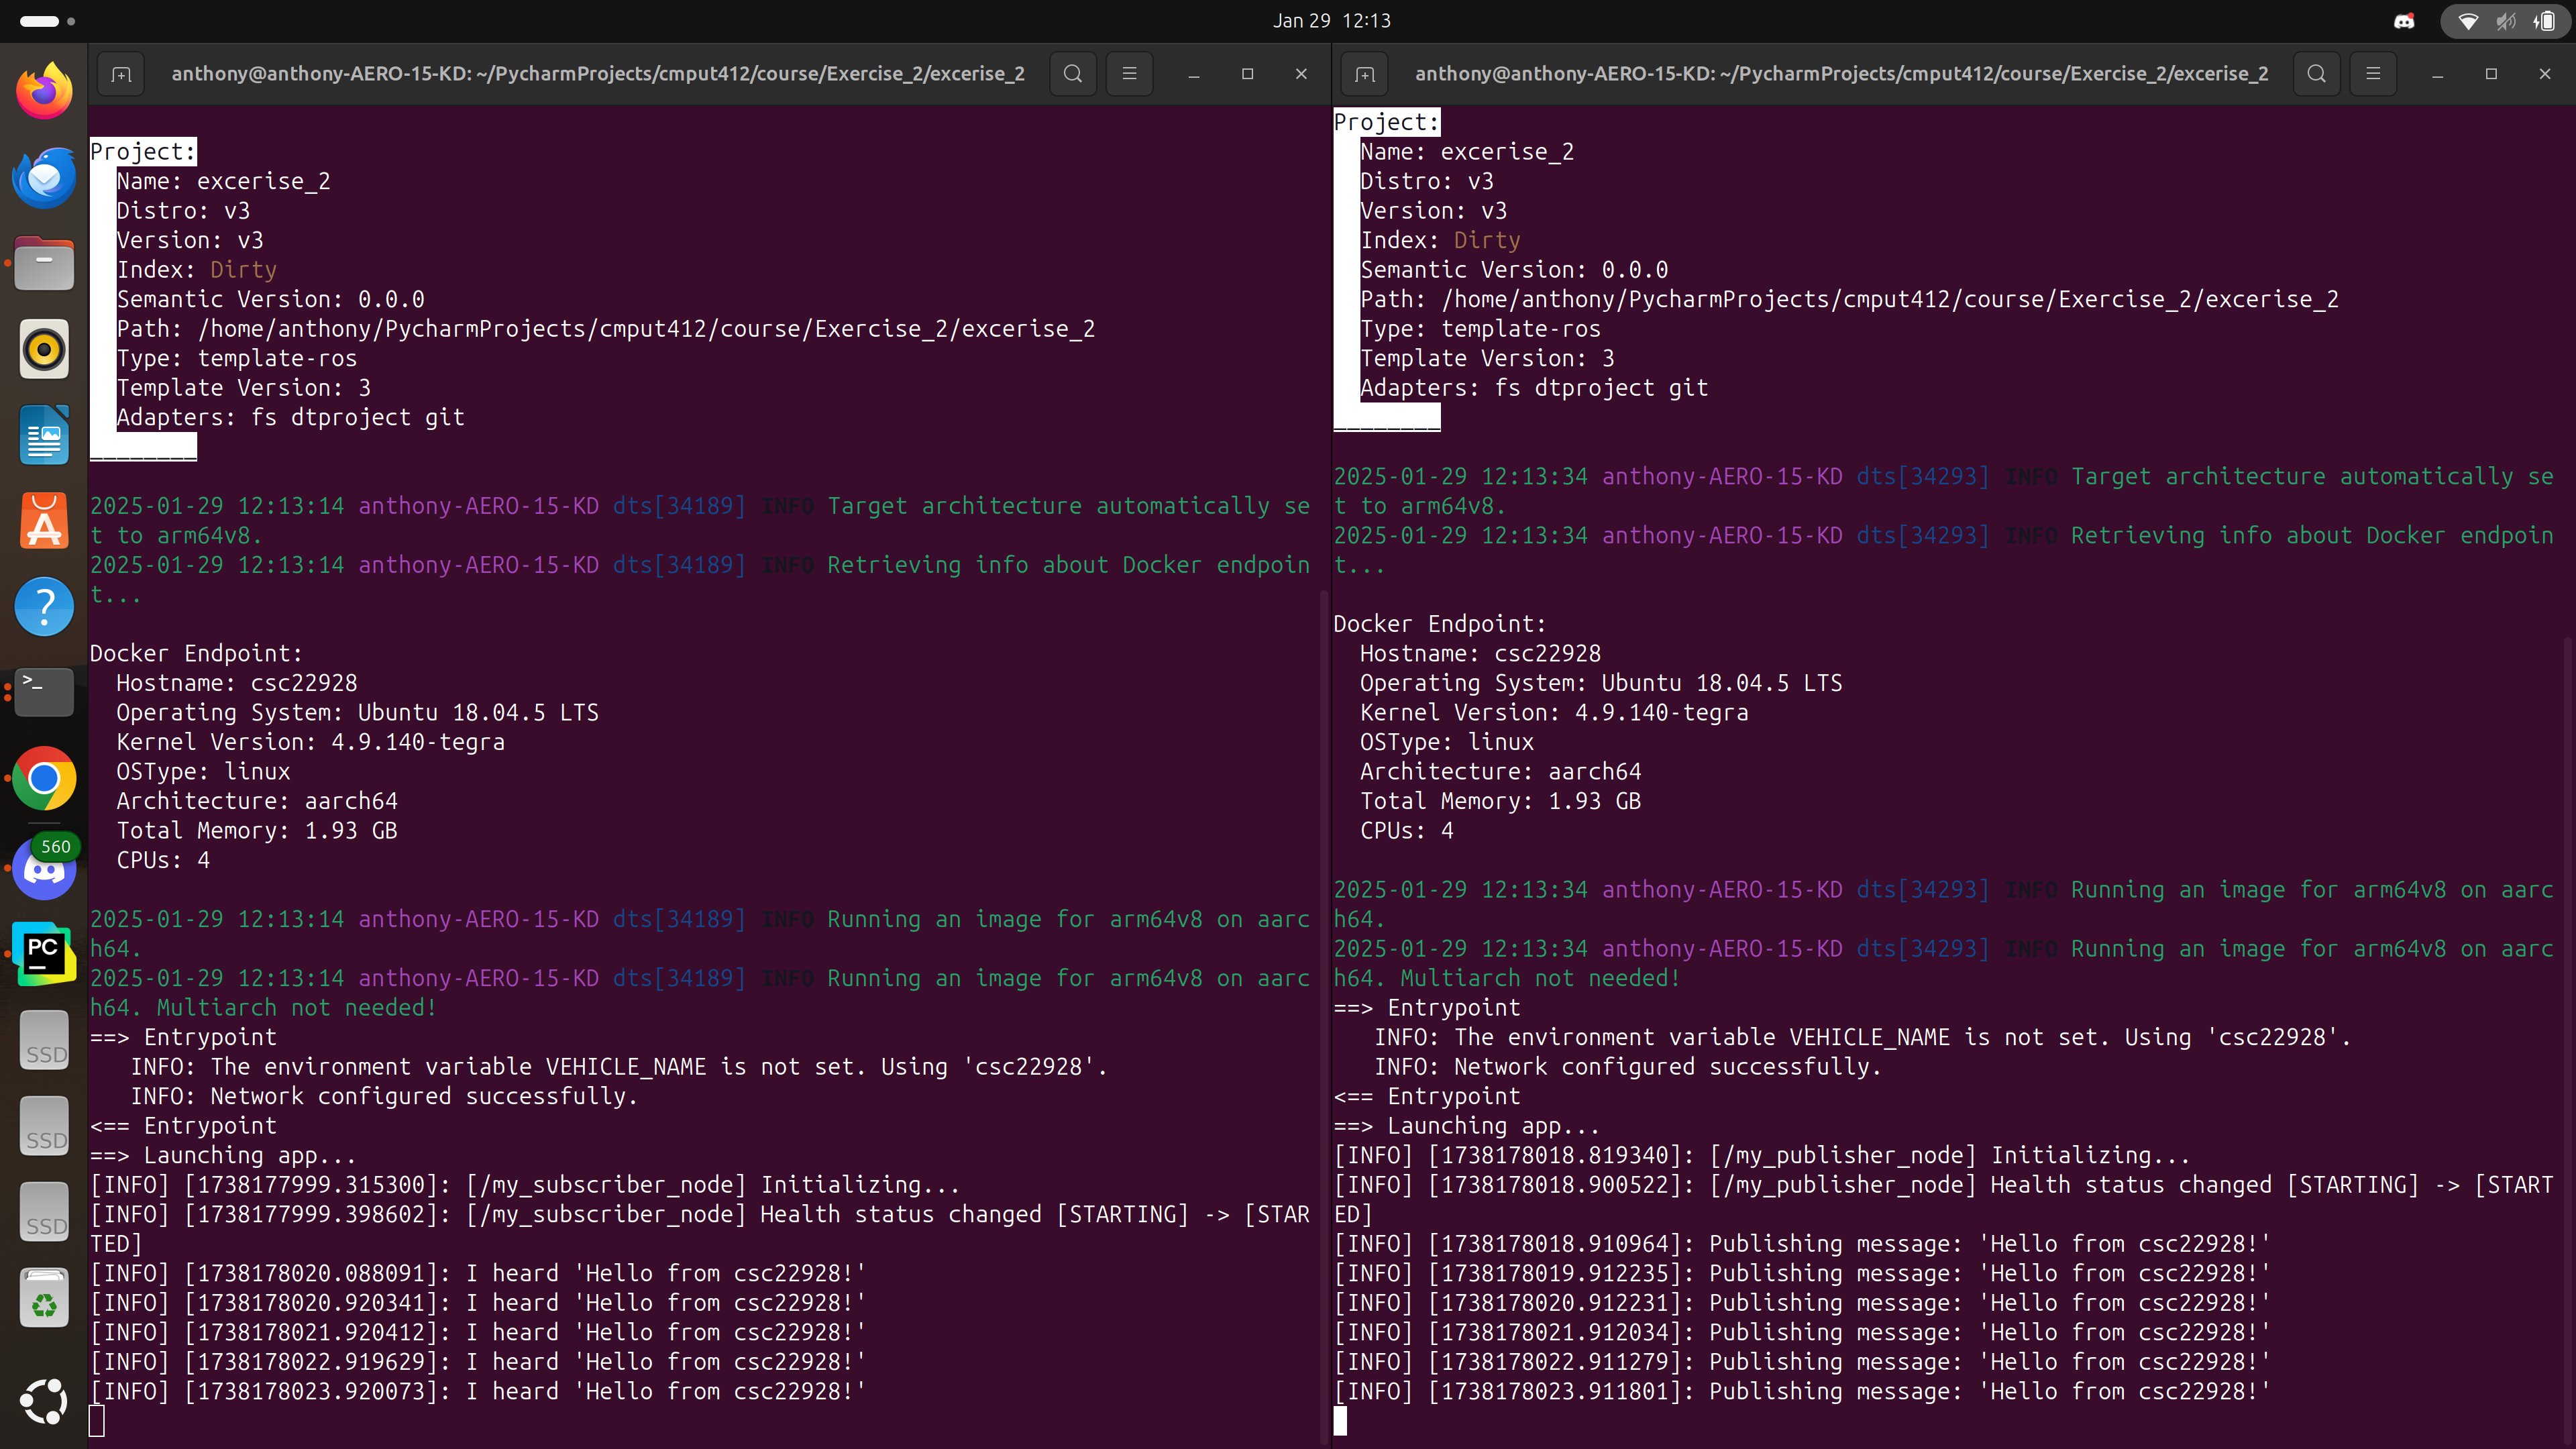 Jan 29 12:13
anthony@anthony-AERO-15-KD: ~/PycharmProjects/cmput412/course/Exercise_2/excerise_2
Project:
Name: excerise_2
Distro: v3
Version: v3
Index: Dirty
Semantic Version: 0.0.0
Path: /home/anthony/PycharmProjects/cmput412/course/Exercise_2/excerise_2
Type: template-ros
Template Version: 3
Adapters: fs dtproject git
________
2025-01-29 12:13:14 anthony-AERO-15-KD dts[34189] INFO Target architecture automatically se
t to arm64v8.
2025-01-29 12:13:14 anthony-AERO-15-KD dts[34189] INFO Retrieving info about Docker endpoin
t...
Docker Endpoint:
Hostname: csc22928
Operating System: Ubuntu 18.04.5 LTS
Kernel Version: 4.9.140-tegra
OSType: linux
Architecture: aarch64
Total Memory: 1.93 GB
CPUs: 4
2025-01-29 12:13:14 anthony-AERO-15-KD dts[34189] INFO Running an image for arm64v8 on aarc
h64.
2025-01-29 12:13:14 anthony-AERO-15-KD dts[34189] INFO Running an image for arm64v8 on aarc
h64. Multiarch not needed!
==> Entrypoint
INFO: The environment variable VEHICLE_NAME is not set. Using 'csc22928'.
INFO: Network configured successfully.
<== Entrypoint
==> Launching app...
[INFO] [1738177999.315300]: [/my_subscriber_node] Initializing...
[INFO] [1738177999.398602]: [/my_subscriber_node] Health status changed [STARTING] -> [STAR
TED]
[INFO] [1738178020.088091]: I heard 'Hello from csc22928!'
[INFO] [1738178020.920341]: I heard 'Hello from csc22928!'
[INFO] [1738178021.920412]: I heard 'Hello from csc22928!'
[INFO] [1738178022.919629]: I heard 'Hello from csc22928!'
[INFO] [1738178023.920073]: I heard 'Hello from csc22928!'
anthony@anthony-AERO-15-KD: ~/PycharmProjects/cmput412/course/Exercise_2/excerise_2
Project:
Name: excerise_2
Distro: v3
Version: v3
Index: Dirty
Semantic Version: 0.0.0
Path: /home/anthony/PycharmProjects/cmput412/course/Exercise_2/excerise_2
Type: template-ros
Template Version: 3
Adapters: fs dtproject git
________
2025-01-29 12:13:34 anthony-AERO-15-KD dts[34293] INFO Target architecture automatically se
t to arm64v8.
2025-01-29 12:13:34 anthony-AERO-15-KD dts[34293] INFO Retrieving info about Docker endpoin
t...
Docker Endpoint:
Hostname: csc22928
Operating System: Ubuntu 18.04.5 LTS
Kernel Version: 4.9.140-tegra
OSType: linux
Architecture: aarch64
Total Memory: 1.93 GB
CPUs: 4
2025-01-29 12:13:34 anthony-AERO-15-KD dts[34293] INFO Running an image for arm64v8 on aarc
h64.
2025-01-29 12:13:34 anthony-AERO-15-KD dts[34293] INFO Running an image for arm64v8 on aarc
h64. Multiarch not needed!
==> Entrypoint
INFO: The environment variable VEHICLE_NAME is not set. Using 'csc22928'.
INFO: Network configured successfully.
<== Entrypoint
==> Launching app...
[INFO] [1738178018.819340]: [/my_publisher_node] Initializing...
[INFO] [1738178018.900522]: [/my_publisher_node] Health status changed [STARTING] -> [START
ED]
[INFO] [1738178018.910964]: Publishing message: 'Hello from csc22928!'
[INFO] [1738178019.912235]: Publishing message: 'Hello from csc22928!'
[INFO] [1738178020.912231]: Publishing message: 'Hello from csc22928!'
[INFO] [1738178021.912034]: Publishing message: 'Hello from csc22928!'
[INFO] [1738178022.911279]: Publishing message: 'Hello from csc22928!'
[INFO] [1738178023.911801]: Publishing message: 'Hello from csc22928!'
>_
560
PC
SSD
SSD
SSD